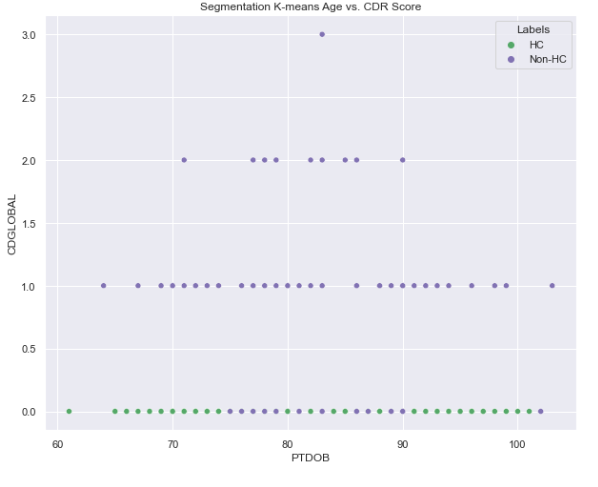 Segmentation K-means Age vs. CDR Score
Labels
HC
Non-HC
3.0
2.5
2.0
1.5
1.0
0.5
0.0
CDGLOBAL
60 70 80 90 100
PTDOB